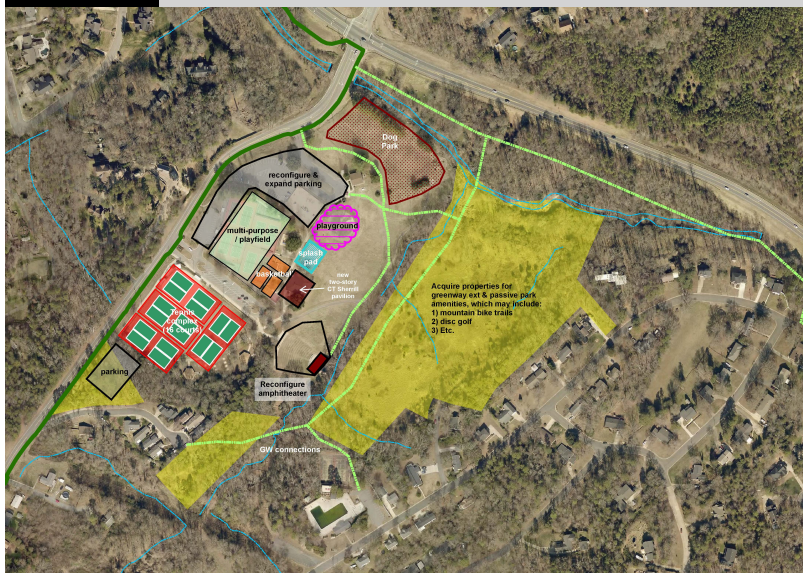 Dog
Park
reconfigure &
expand parking
playground
multi-purpose
/ playfield
splash
pad
basketball
new
two-story
CT Sherrill
pavilion
Acquire properties for
greenway ext & passive park
amenities, which may include:
1) mountain bike trails
2) disc golf
3) Etc.
Tennis
complex
(16 courts)
parking
Reconfigure
amphitheater
GW connections